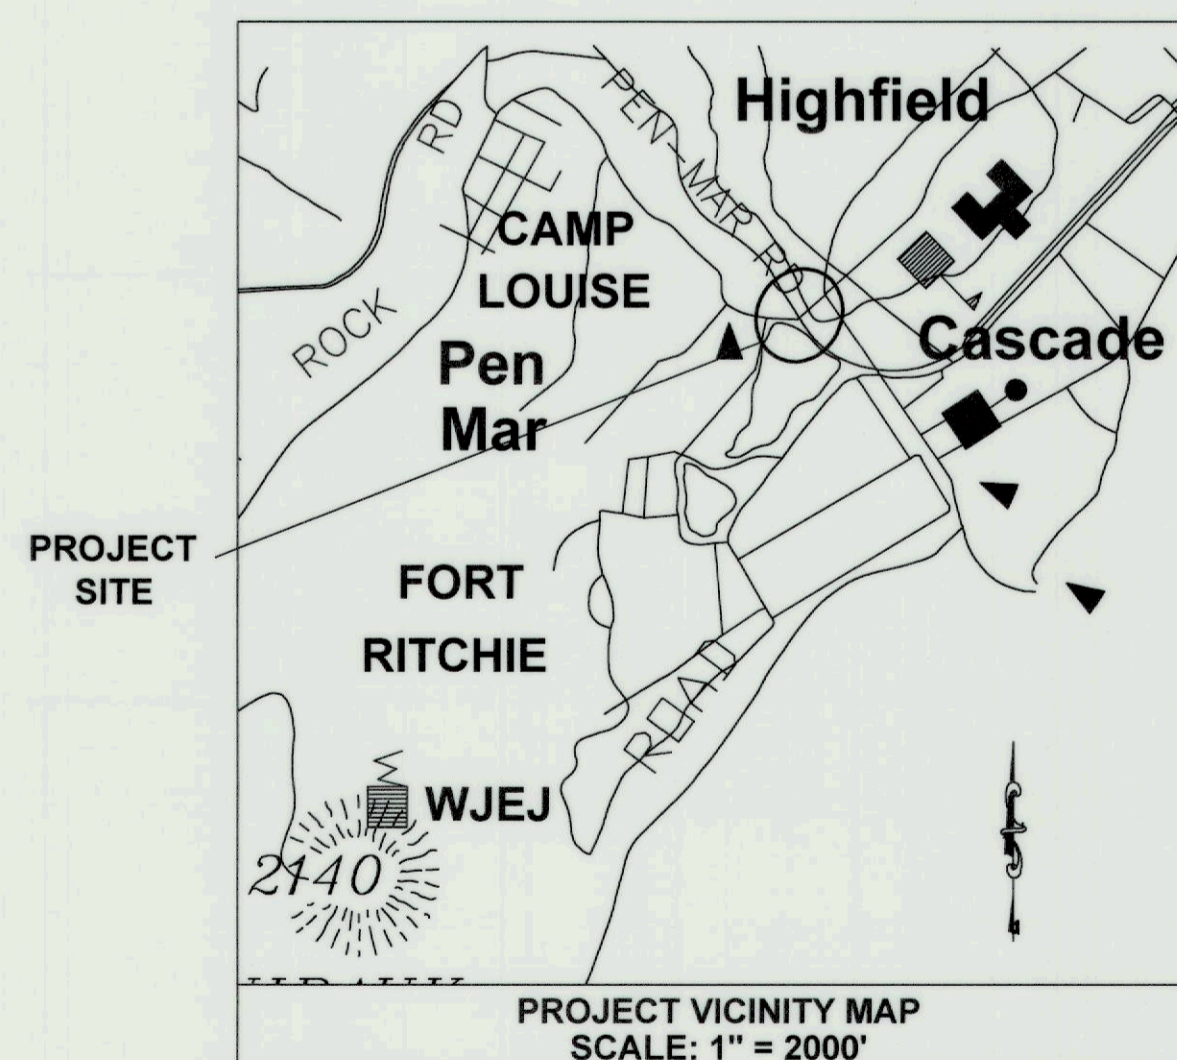 Highfield
PEN-MAR RD
RD
CAMP
LOUISE
ROCK
Pen
Mar
Cascade
PROJECT
SITE
FORT
RITCHIE
ROAD
WJEJ
2140
PROJECT VICINITY MAP
SCALE: 1" = 2000'